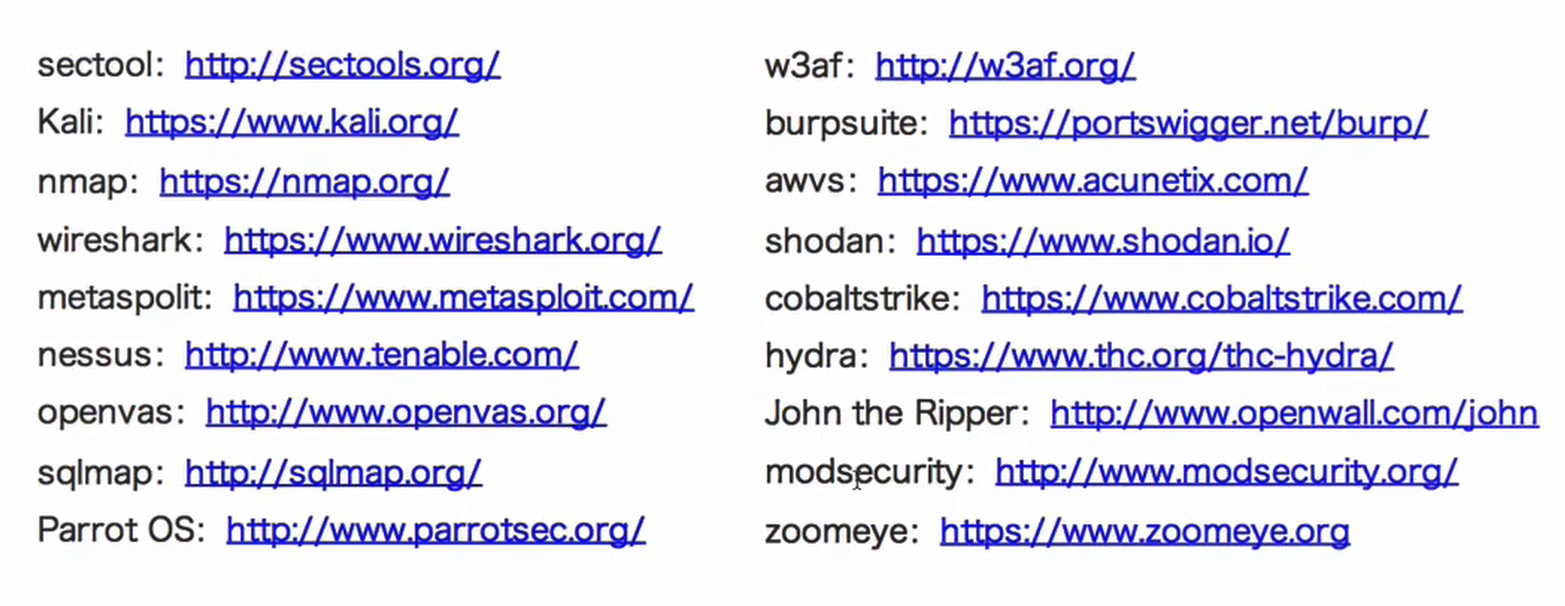 sectool: http://sectools.org/
Kali: https://www.kali.org/
nmap: https://nmap.org/
wireshark: https://www.wireshark.org/
metaspolit: https://www.metasploit.com/
nessus: http://www.tenable.com/
openvas: http://www.openvas.org/
sqlmap: http://sqlmap.org/
Parrot OS: http://www.parrotsec.org/
w3af: http://w3af.org/
burpsuite: https://portswigger.net/burp/
awvs: https://www.acunetix.com/
shodan: https://www.shodan.io/
cobaltstrike: https://www.cobaltstrike.com/
hydra: https://www.thc.org/thc-hydra/
John the Ripper: http://www.openwall.com/john
modsecurity: http://www.modsecurity.org/
zoomeye: https://www.zoomeye.org